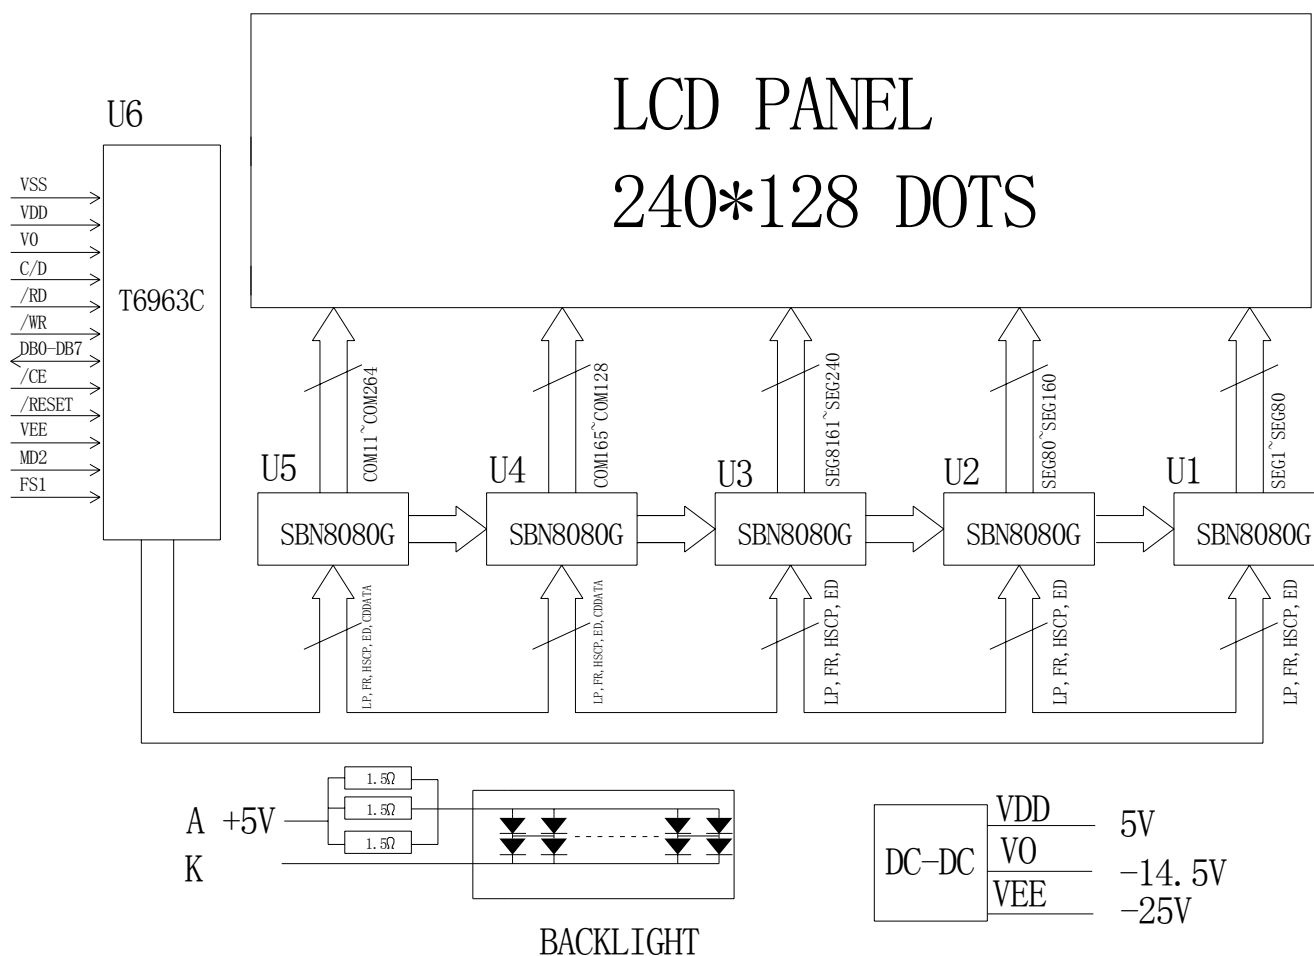 LCD PANEL
240*128 DOTS
U6
VSS
VDD
VO
C/D
/RD
/WR
DB0-DB7
/CE
/RESET
VEE
MD2
FS1
T6963C
COM11~COM264
COM165~COM128
SEG8161~SEG240
SEG80~SEG160
SEG1~SEG80
U5
U4
U3
U2
U1
SBN8080G
SBN8080G
SBN8080G
SBN8080G
SBN8080G
LP,FR,HSCP,ED,CDDATA
LP,FR,HSCP,ED,CDDATA
LP,FR,HSCP,ED
LP,FR,HSCP,ED
LP,FR,HSCP,ED
1.5Ω
1.5Ω
1.5Ω
A +5V
K
BACKLIGHT
DC-DC
VDD 5V
VO -14.5V
VEE -25V